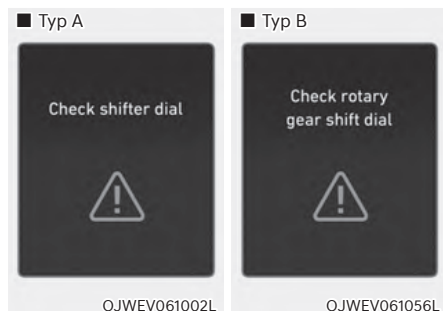 ■ Typ A
Check shifter dial
OJWEV061002L
■ Typ B
Check rotary
gear shift dial
OJWEV061056L